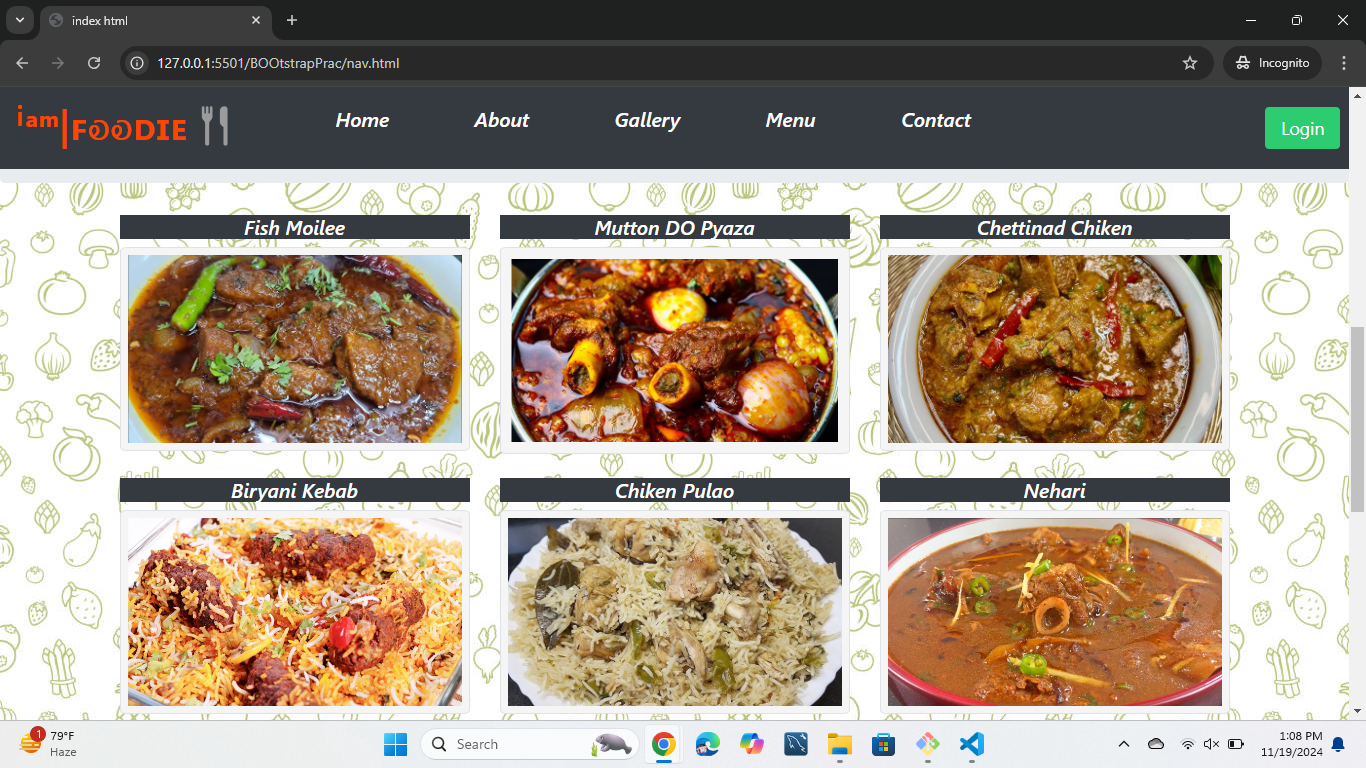 index html
127.0.0.1:5501/BOOtstrapPrac/nav.html
Incognito
i am FOODIE
Home About Gallery Menu Contact
Login
Fish Moilee Mutton DO Pyaza Chettinad Chiken
Biryani Kebab Chiken Pulao Nehari
1
79°F
Haze
Search
1:08 PM
11/19/2024